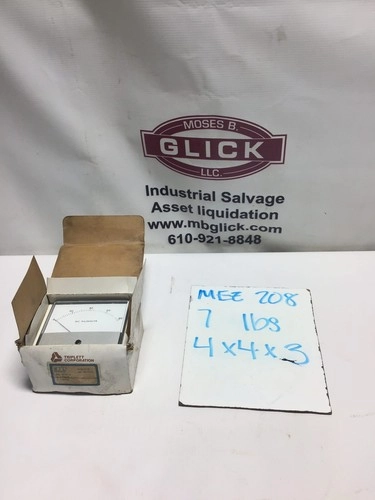 MOSES B.
GLICK
LLC.
Industrial Salvage
Asset liquidation
www.mbglick.com
610-921-8848
MEZ 208
7 lbs
4x4x3
TRIPLETT
CORPORATION